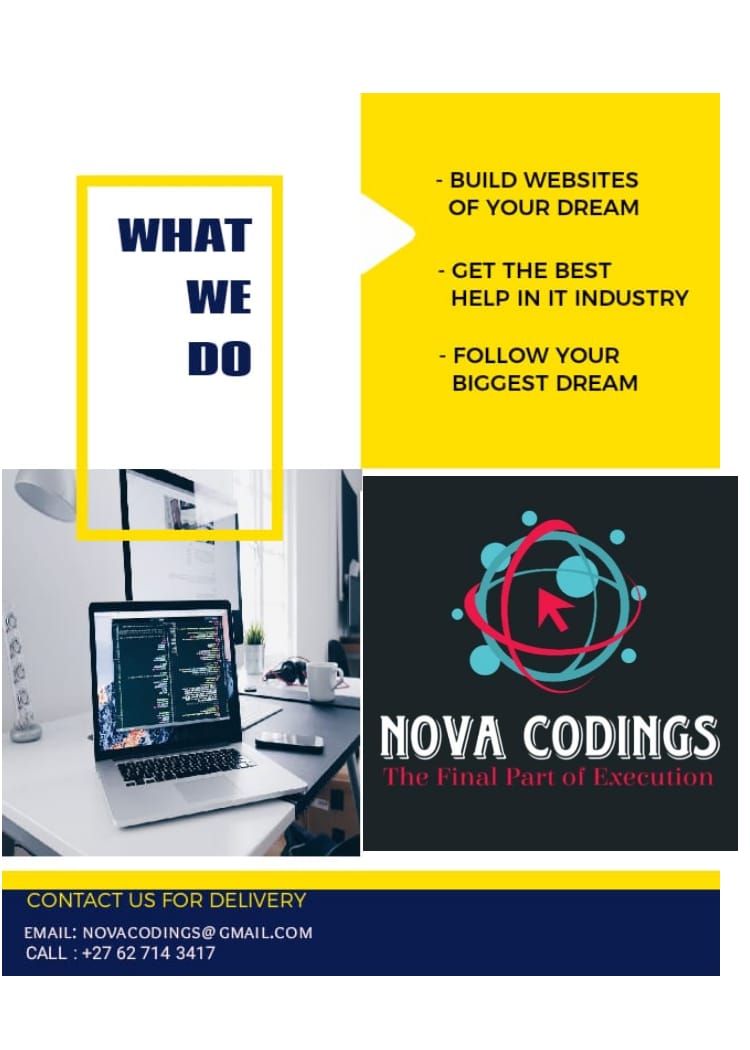 WHAT
WE
DO
- BUILD WEBSITES
OF YOUR DREAM
- GET THE BEST
HELP IN IT INDUSTRY
- FOLLOW YOUR
BIGGEST DREAM
NOVA CODINGS
The Final Part of Execution
CONTACT US FOR DELIVERY
EMAIL: NOVACODINGS@GMAIL.COM
CALL : +27 62 714 3417